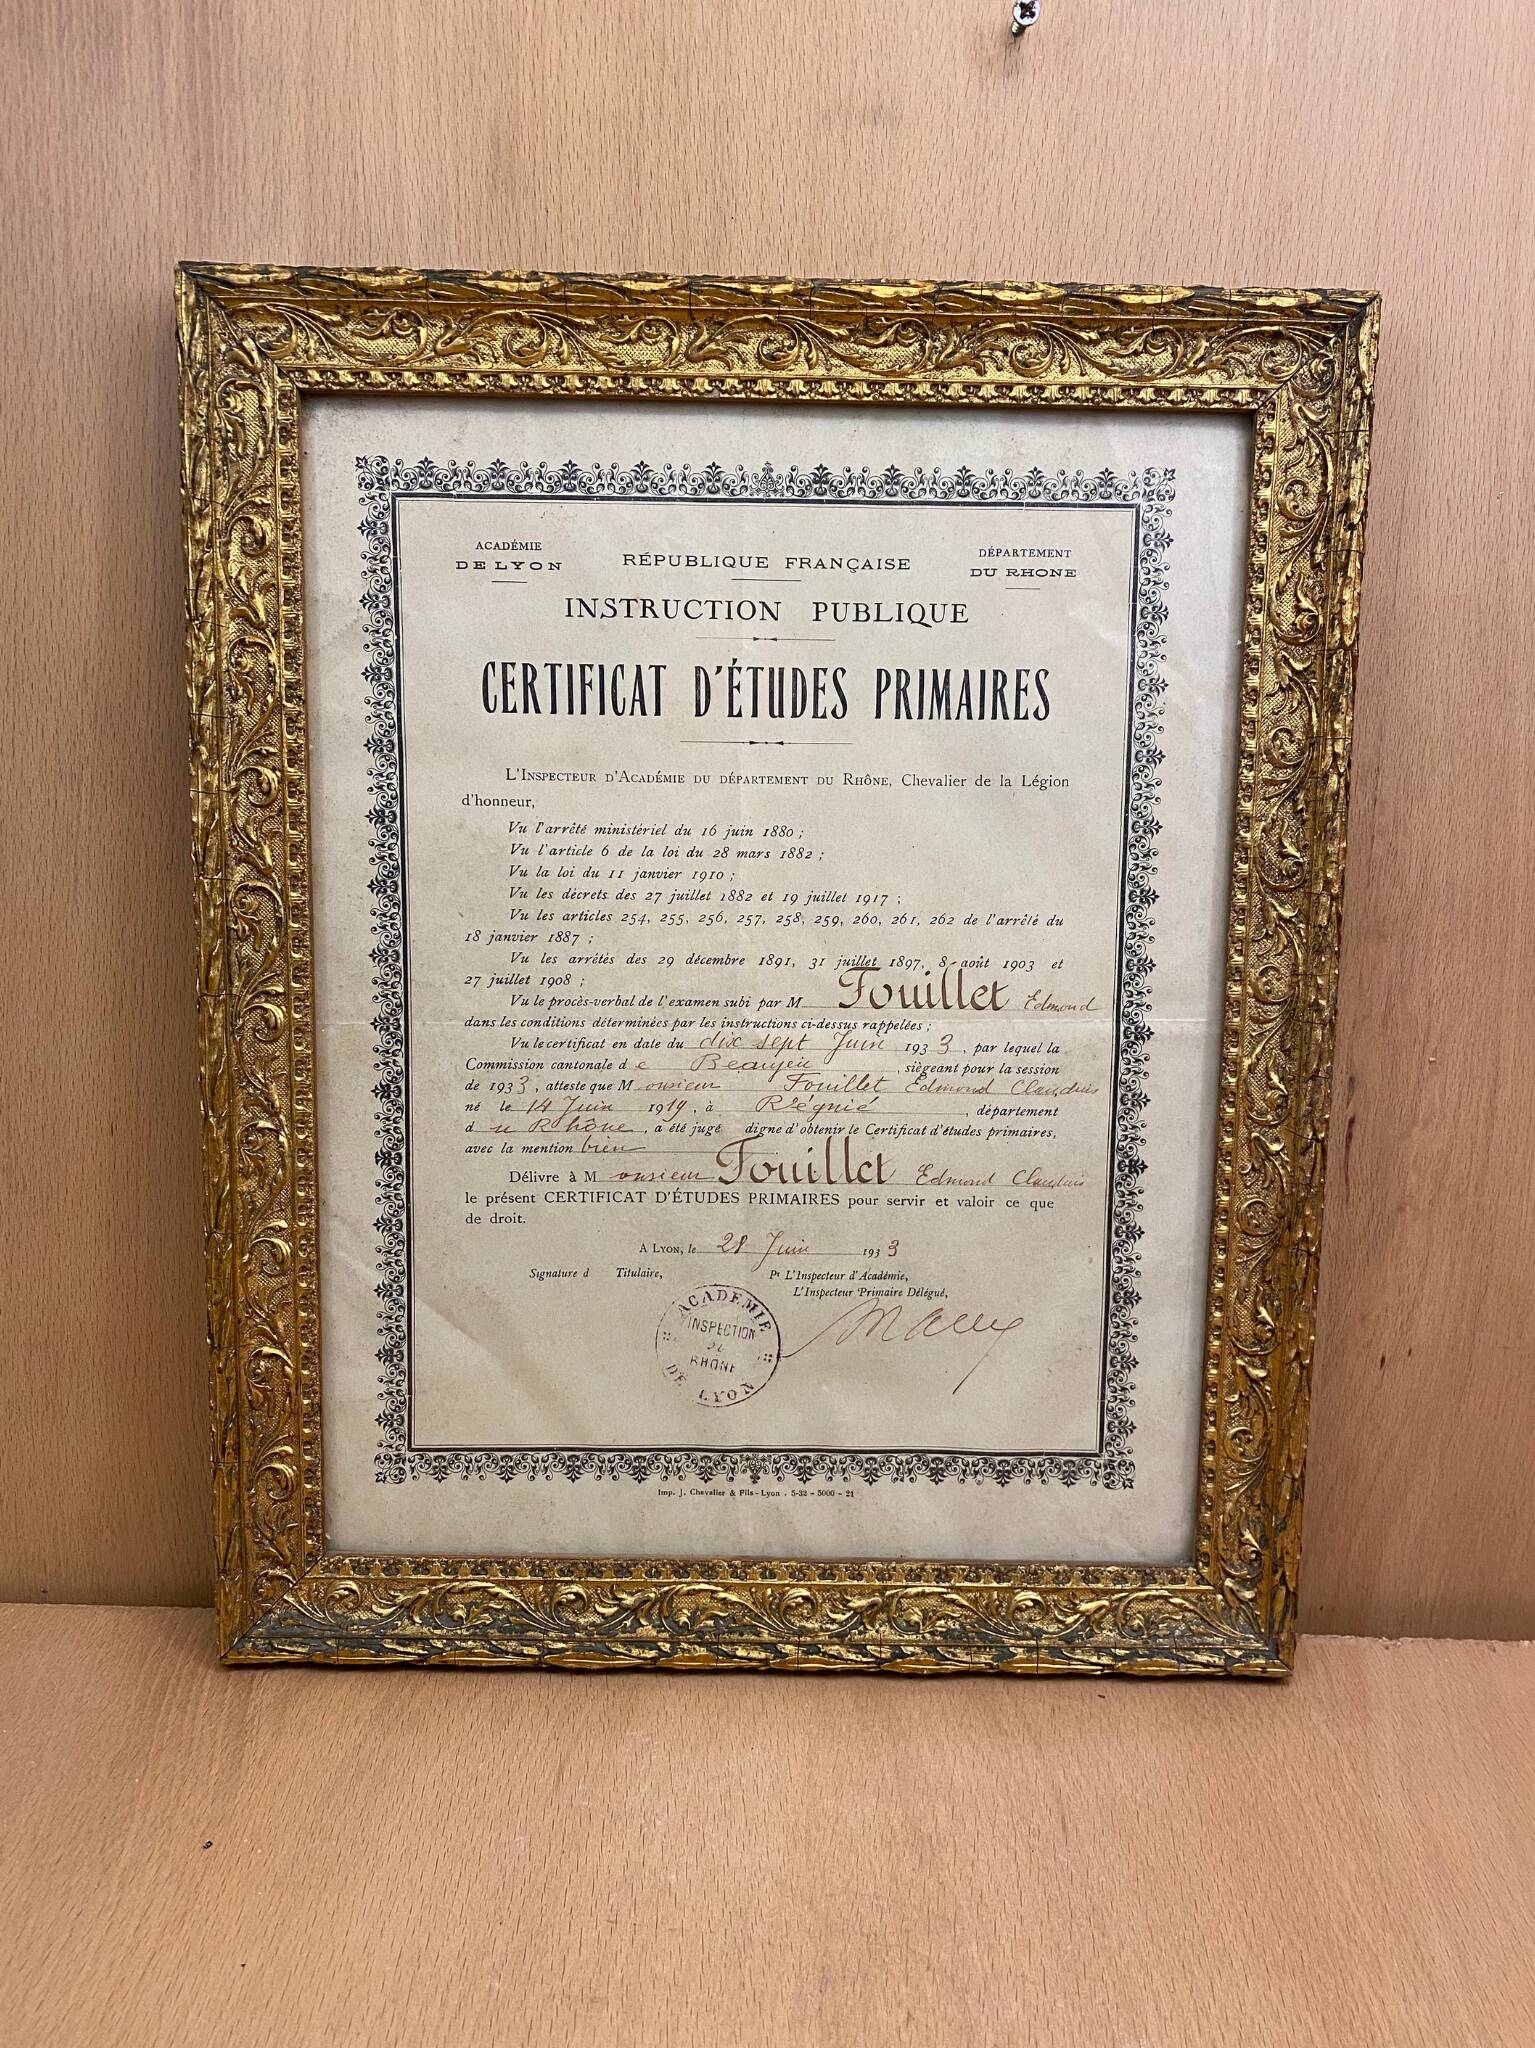 ACADÉMIE
DE LYON
RÉPUBLIQUE FRANÇAISE
DÉPARTEMENT
DU RHONE
INSTRUCTION PUBLIQUE
CERTIFICAT D'ÉTUDES PRIMAIRES
L'INSPECTEUR D'ACADÉMIE DU DÉPARTEMENT DU RHÔNE, Chevalier de la Légion
d'honneur,
Vu l'arrêté ministériel du 16 juin 1880 ;
Vu l'article 6 de la loi du 28 mars 1882 ;
Vu la loi du 11 janvier 1910 ;
Vu les décrets des 27 juillet 1882 et 19 juillet 1917 ;
Vu les articles 254, 255, 256, 257, 258, 259, 260, 261, 262 de l'arrêté du
18 janvier 1887 ;
Vu les arrêtés des 29 décembre 1891, 31 juillet 1897, 8 août 1903 et
27 juillet 1908 ;
Vu le procès-verbal de l'examen subi par M Fouillet Edmond
dans les conditions déterminées par les instructions ci-dessus rappelées ;
Vu le certificat en date du dix sept Juin 1933, par lequel la
Commission cantonale de Beaujeu, siégeant pour la session
de 1933, atteste que Monsieur Fouillet Edmond Claudius
né le 14 Juin 1919, à Régnié, département
du Rhône, a été jugé digne d'obtenir le Certificat d'études primaires,
avec la mention bien
Délivré à Monsieur Fouillet Edmond Claudius
le présent CERTIFICAT D'ÉTUDES PRIMAIRES pour servir et valoir ce que
de droit.
A LYON, le 28 Juin 1933
Signature d Titulaire,
Pr L'Inspecteur d'Académie,
L'Inspecteur Primaire Délégué,
ACADEMIE DE LYON
INSPECTION
DE
RHÔNE
Imp. J. Chevalier & Fils - Lyon . 5-32 - 5000 - 21